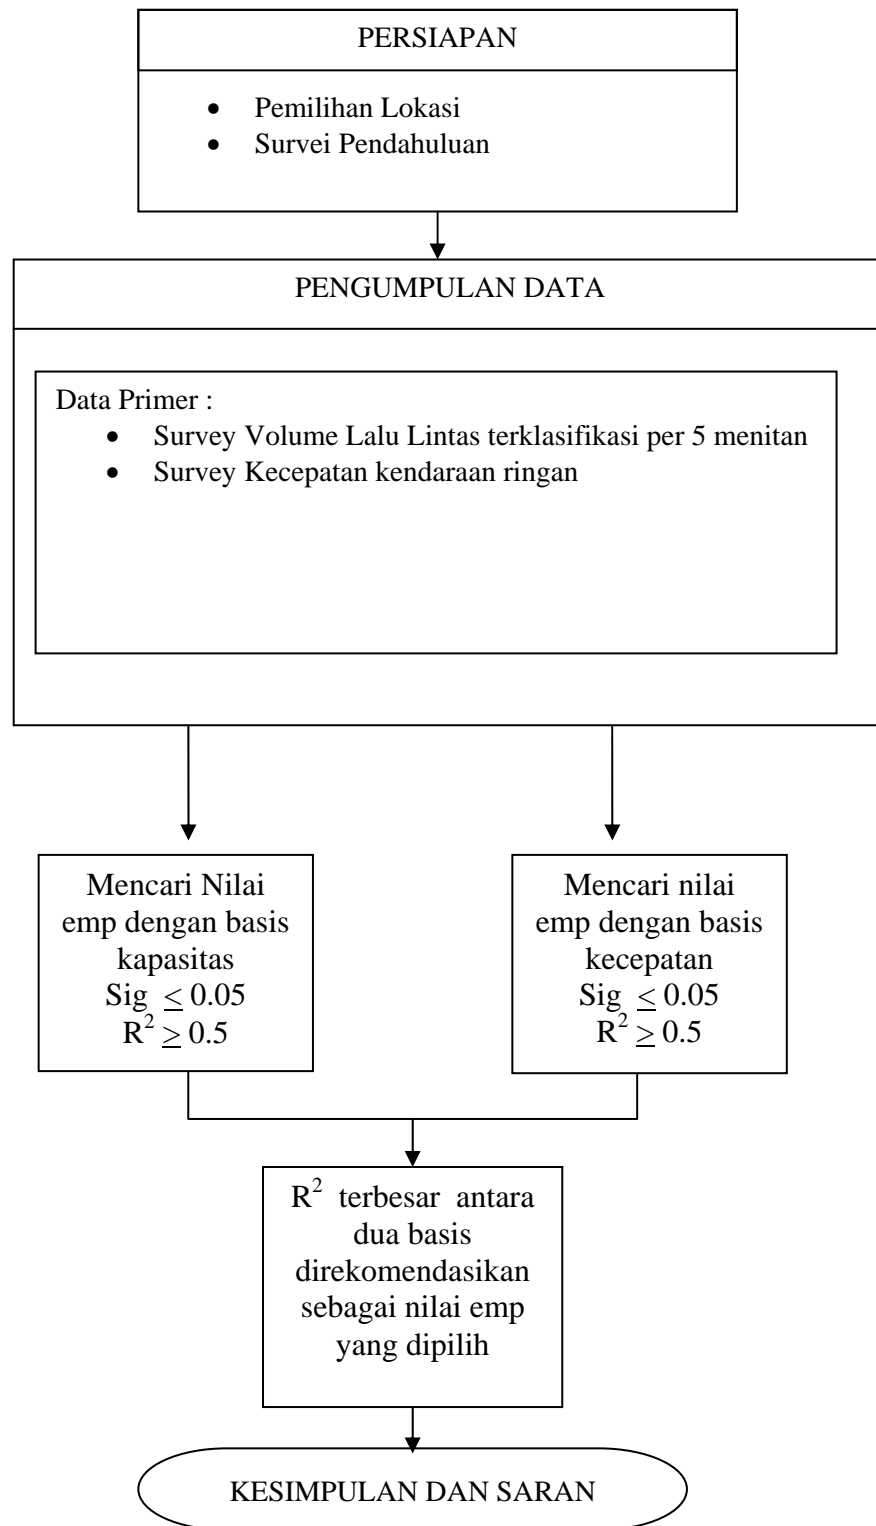 PERSIAPAN
• Pemilihan Lokasi
• Survei Pendahuluan
PENGUMPULAN DATA
Data Primer :
• Survey Volume Lalu Lintas terklasifikasi per 5 menitan
• Survey Kecepatan kendaraan ringan
Mencari Nilai
emp dengan basis
kapasitas
Sig ≤ 0.05
R² ≥ 0.5
Mencari nilai
emp dengan basis
kecepatan
Sig ≤ 0.05
R² ≥ 0.5
R² terbesar antara
dua basis
direkomendasikan
sebagai nilai emp
yang dipilih
KESIMPULAN DAN SARAN